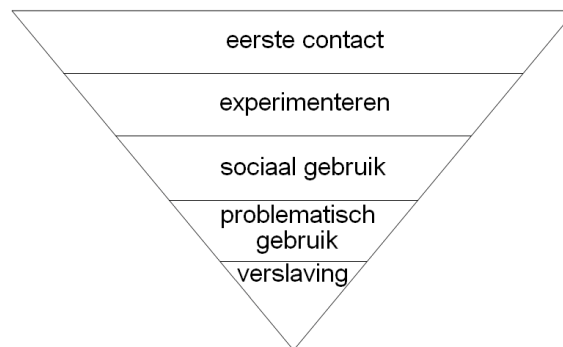 eerste contact
experimenteren
sociaal gebruik
problematisch
gebruik
verslaving